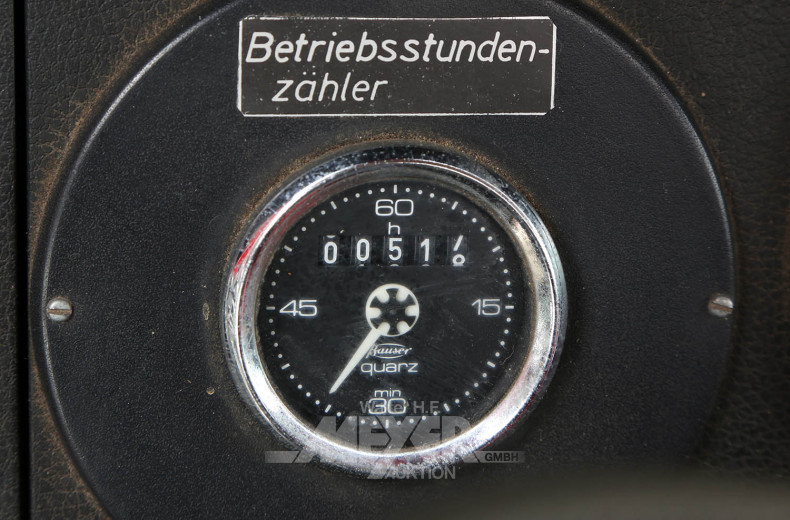 Betriebsstunden-
zähler
60
h
0051
45
15
Hauser
quarz
min
30
W. H.F.
MEYER
GMBH
AUKTION